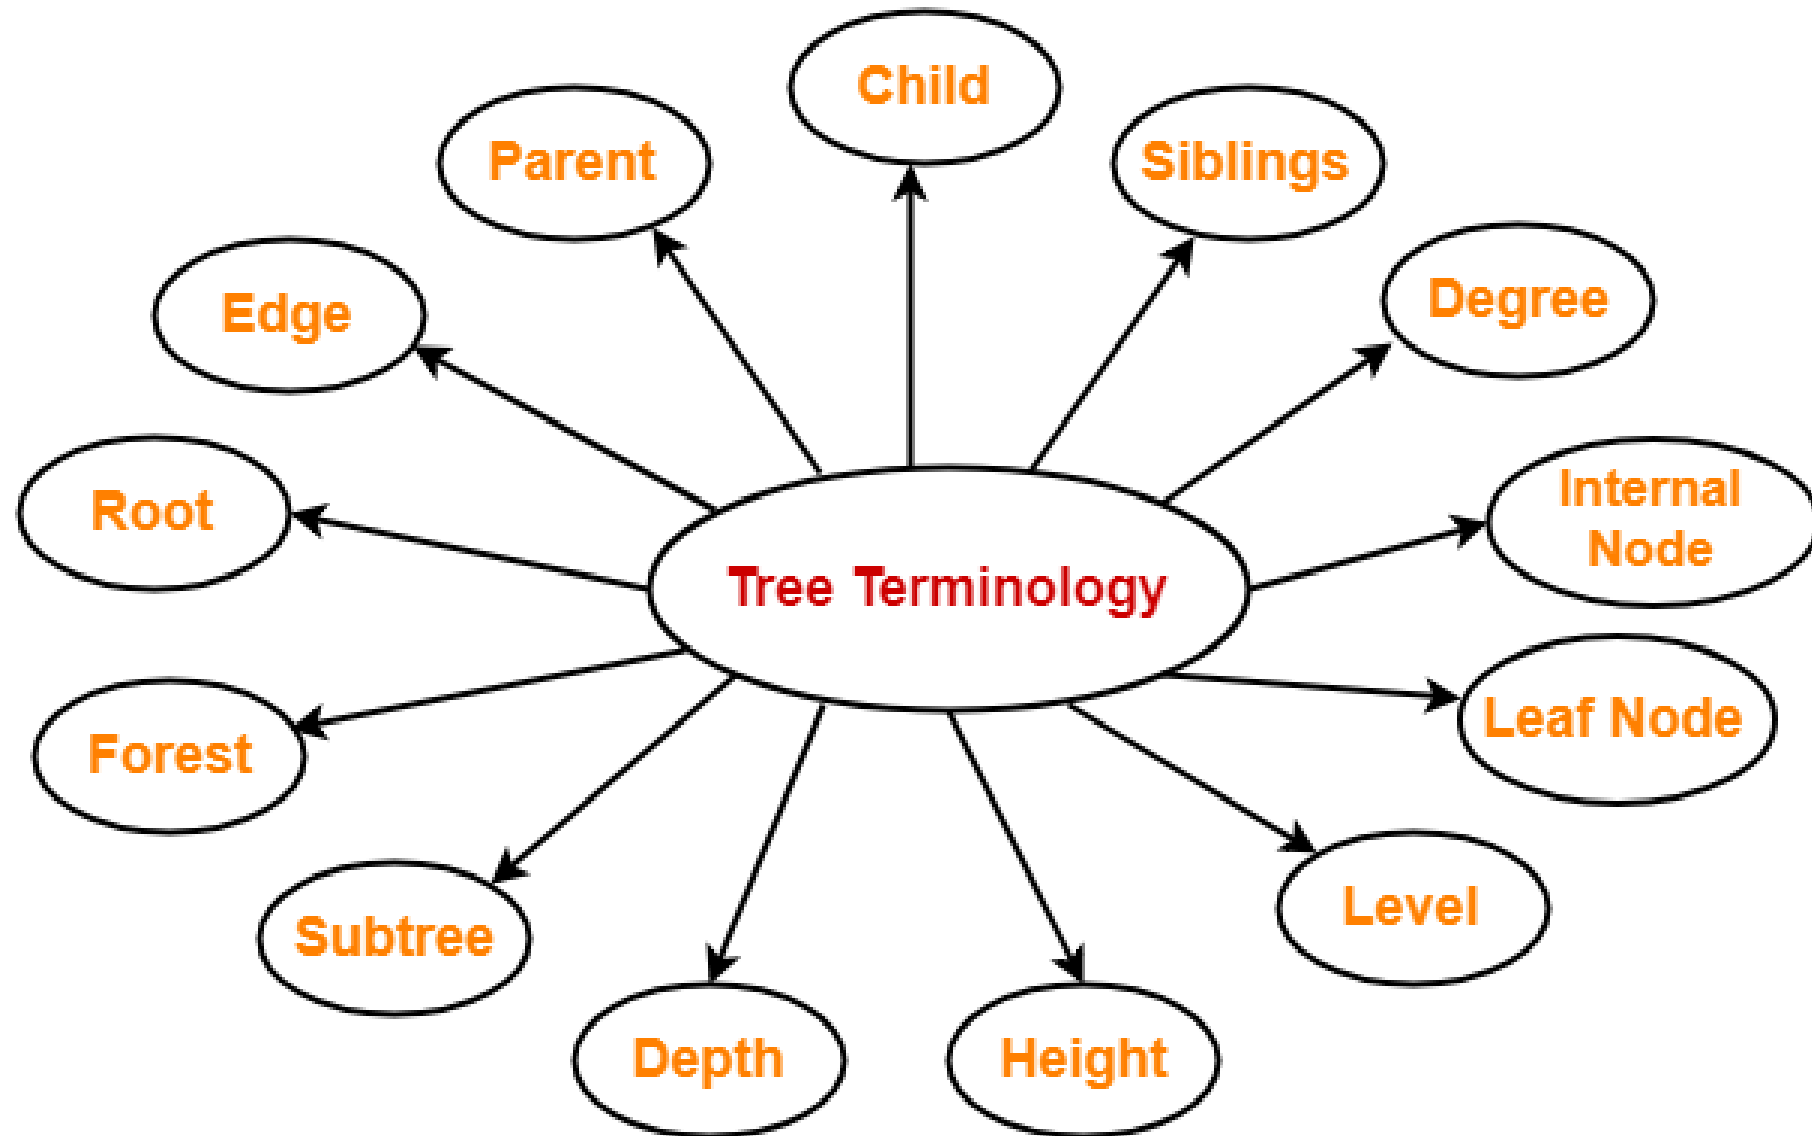 Child
Parent
Siblings
Edge
Degree
Root
Internal
Node
Tree Terminology
Forest
Leaf Node
Subtree
Level
Depth
Height